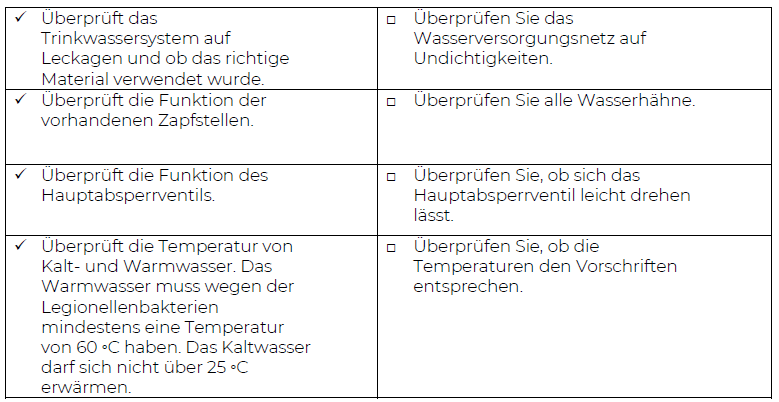 ✓ Überprüft das
Trinkwassersystem auf
Leckagen und ob das richtige
Material verwendet wurde.
□ Überprüfen Sie das
Wasserversorgungsnetz auf
Undichtigkeiten.
✓ Überprüft die Funktion der
vorhandenen Zapfstellen.
□ Überprüfen Sie alle Wasserhähne.
✓ Überprüft die Funktion des
Hauptabsperrventils.
□ Überprüfen Sie, ob sich das
Hauptabsperrventil leicht drehen
lässt.
✓ Überprüft die Temperatur von
Kalt- und Warmwasser. Das
Warmwasser muss wegen der
Legionellenbakterien
mindestens eine Temperatur
von 60 ◦C haben. Das Kaltwasser
darf sich nicht über 25 ◦C
erwärmen.
□ Überprüfen Sie, ob die
Temperaturen den Vorschriften
entsprechen.